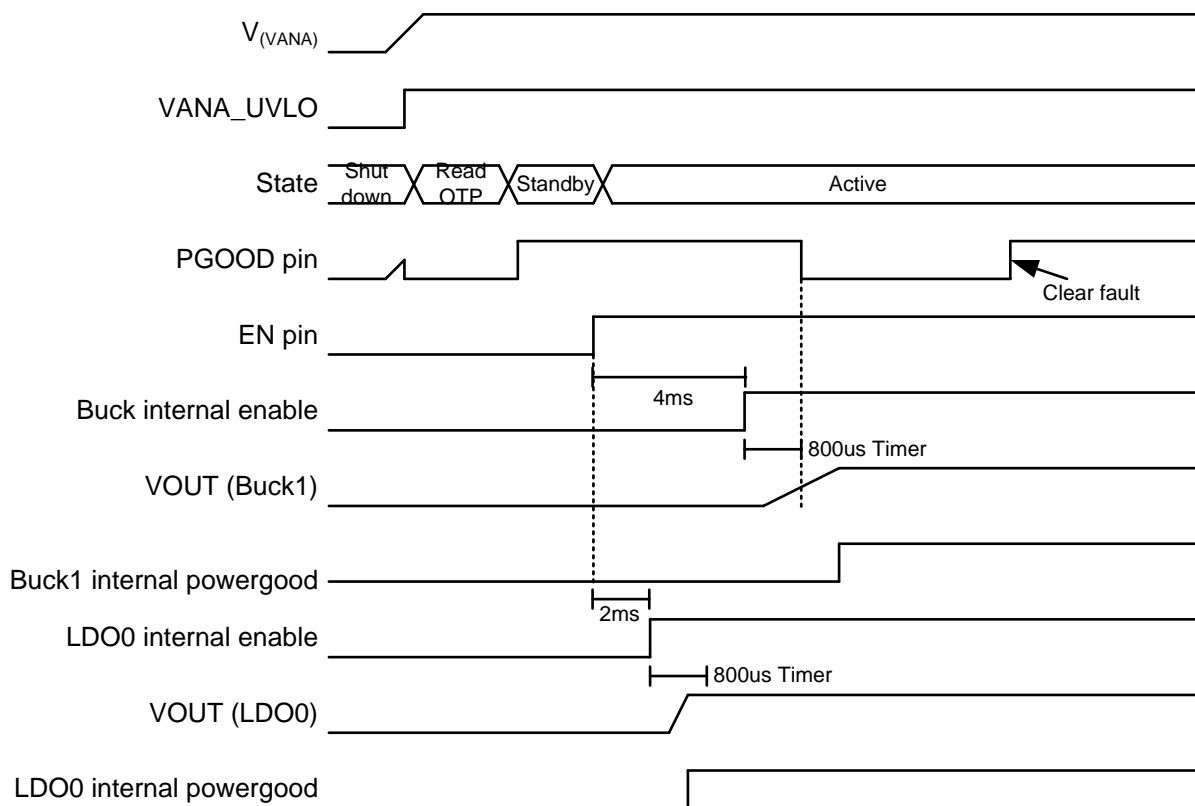 V(VANA)
VANA_UVLO
State
Shut
down
Read
OTP
Standby
Active
PGOOD pin
Clear fault
EN pin
4ms
Buck internal enable
800us Timer
VOUT (Buck1)
Buck1 internal powergood
2ms
LDO0 internal enable
800us Timer
VOUT (LDO0)
LDO0 internal powergood